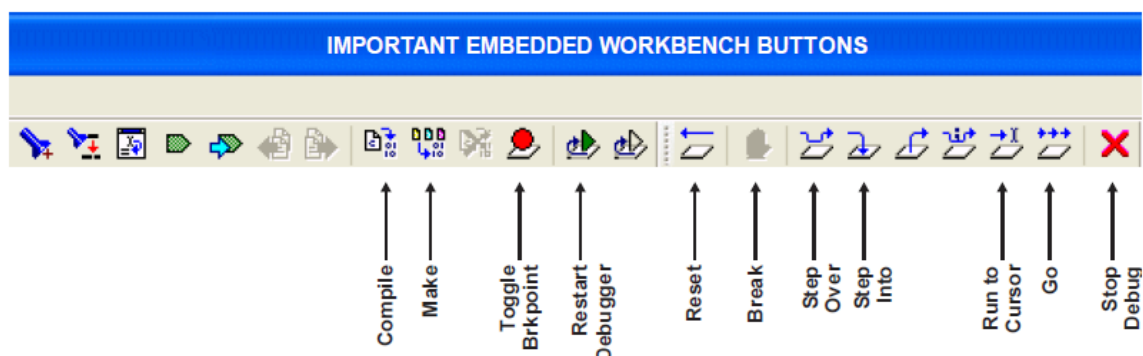 IMPORTANT EMBEDDED WORKBENCH BUTTONS
Compile
Make
Toggle
Brkpoint
Restart
Debugger
Reset
Break
Step
Over
Step
Into
Run to
Cursor
Go
Stop
Debug